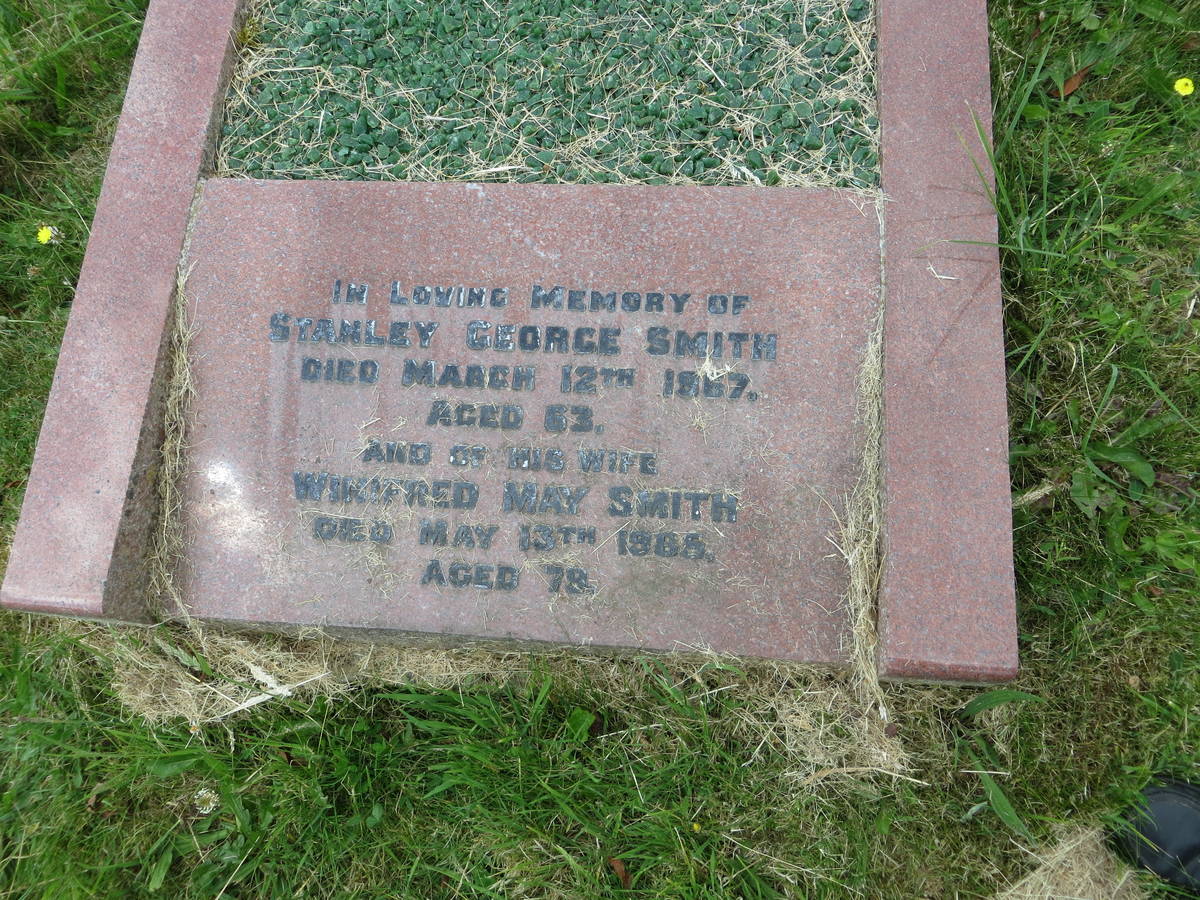 In Loving Memory of
Stanley George Smith
Died March 12th 1967.
Aged 63.
And of his wife
Winifred May Smith
Died May 13th 1985.
Aged 78.